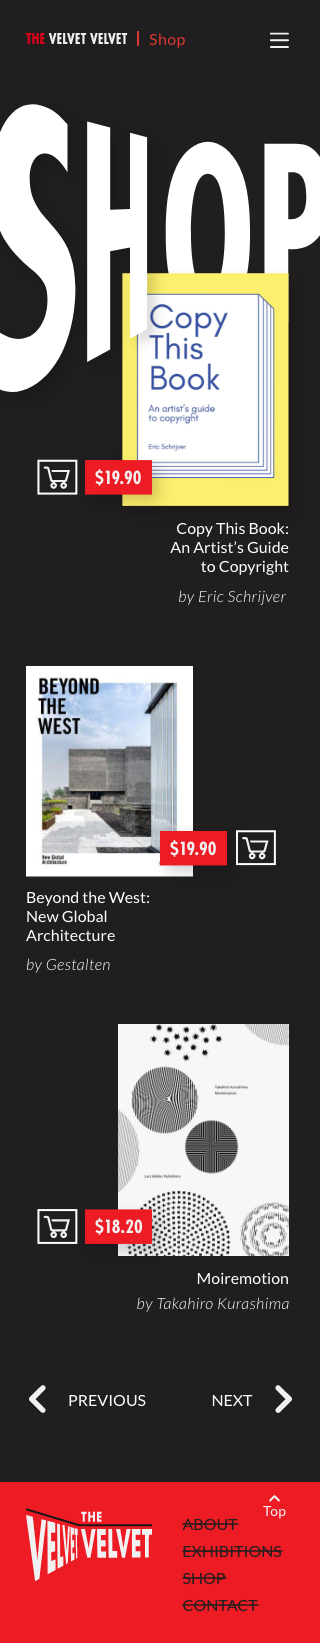 THE VELVET VELVET | Shop
SHOP
Copy
This
Book
An artist's guide
to copyright
Eric Schrijver
$19.90
Copy This Book:
An Artist's Guide
to Copyright
by Eric Schrijver
BEYOND
THE
WEST
New Global
Architecture
$19.90
Beyond the West:
New Global
Architecture
by Gestalten
Takahiro Kurashima
Moiremotion
Lars Müller Publishers
$18.20
Moiremotion
by Takahiro Kurashima
PREVIOUS
NEXT
Top
THE
VELVET VELVET
ABOUT
EXHIBITIONS
SHOP
CONTACT